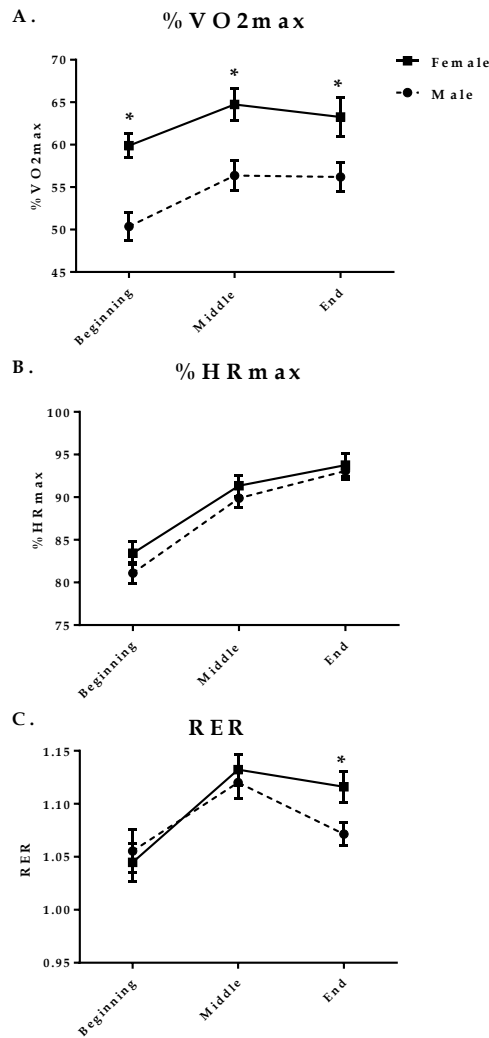 A.
%VO2max
Female
Male
%VO2max
70
65
60
55
50
45
*
*
*
Beginning
Middle
End
B.
%HRmax
%HRmax
100
95
90
85
80
75
Beginning
Middle
End
C.
RER
RER
1.15
1.10
1.05
1.00
0.95
*
Beginning
Middle
End